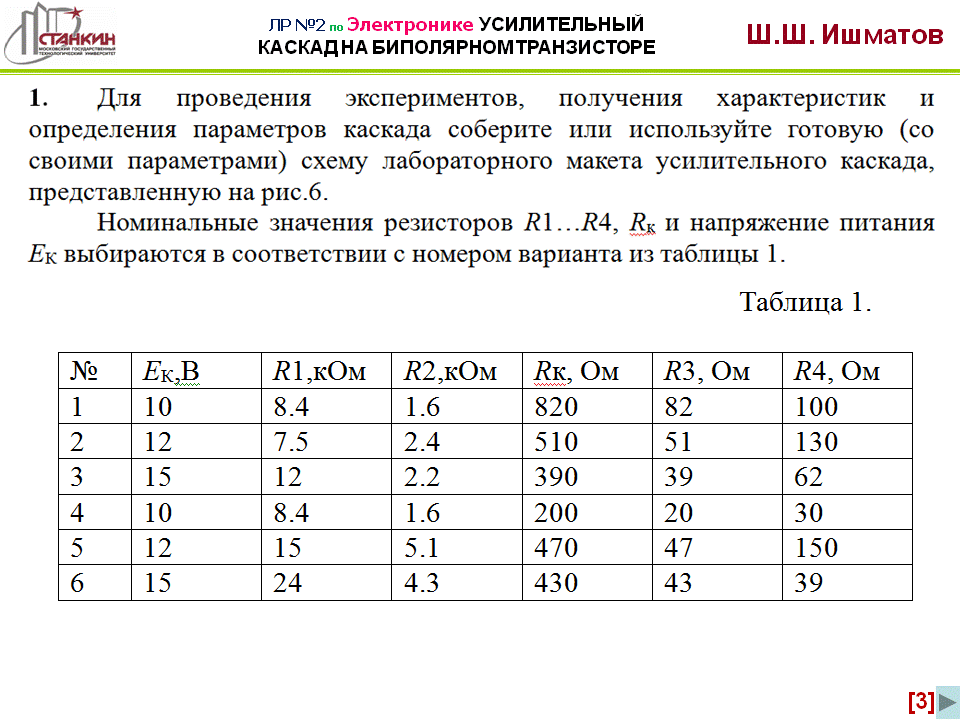 СТАНКИН
МОСКОВСКИЙ ГОСУДАРСТВЕННЫЙ
ТЕХНОЛОГИЧЕСКИЙ УНИВЕРСИТЕТ
ЛР №2 по Электронике УСИЛИТЕЛЬНЫЙ
КАСКАД НА БИПОЛЯРНОМТРАНЗИСТОРЕ
Ш.Ш. Ишматов
1. Для проведения экспериментов, получения характеристик и
определения параметров каскада соберите или используйте готовую (со
своими параметрами) схему лабораторного макета усилительного каскада,
представленную на рис.6.
Номинальные значения резисторов R1…R4, Rк и напряжение питания
EК выбираются в соответствии с номером варианта из таблицы 1.
Таблица 1.
№ EК,В R1,кОм R2,кОм Rк, Ом R3, Ом R4, Ом
1 10 8.4 1.6 820 82 100
2 12 7.5 2.4 510 51 130
3 15 12 2.2 390 39 62
4 10 8.4 1.6 200 20 30
5 12 15 5.1 470 47 150
6 15 24 4.3 430 43 39
[3]